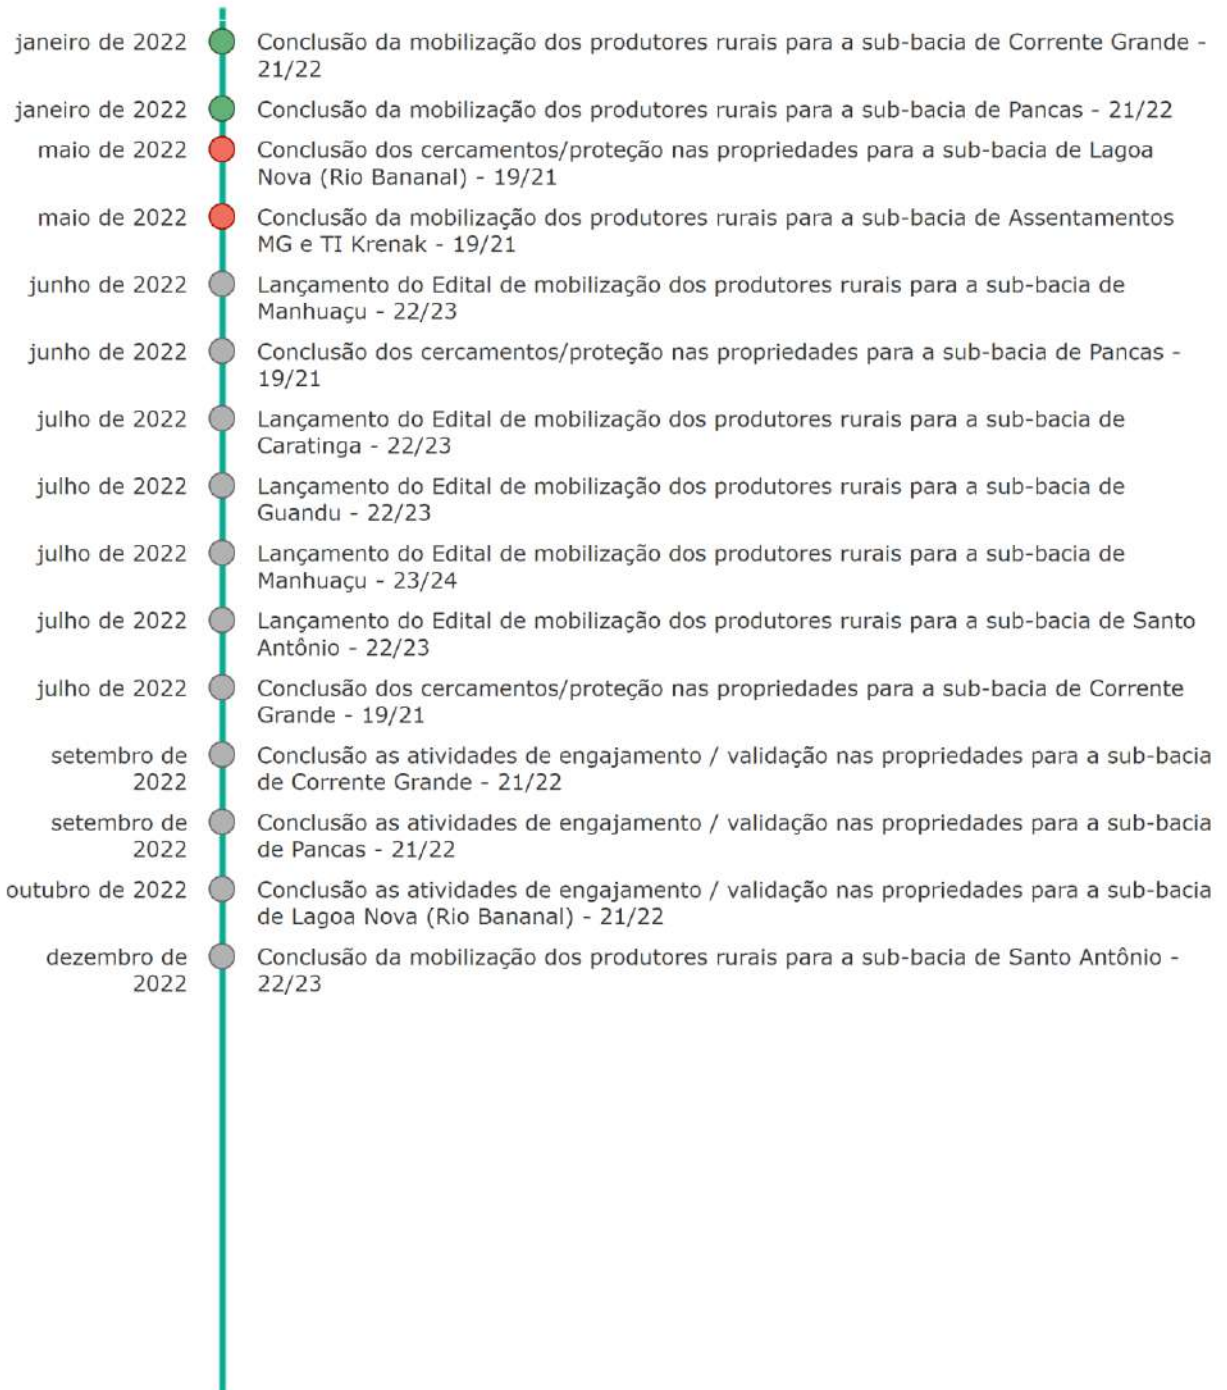 janeiro de 2022 Conclusão da mobilização dos produtores rurais para a sub-bacia de Corrente Grande -
21/22
janeiro de 2022 Conclusão da mobilização dos produtores rurais para a sub-bacia de Pancas - 21/22
maio de 2022 Conclusão dos cercamentos/proteção nas propriedades para a sub-bacia de Lagoa
Nova (Rio Bananal) - 19/21
maio de 2022 Conclusão da mobilização dos produtores rurais para a sub-bacia de Assentamentos
MG e TI Krenak - 19/21
junho de 2022 Lançamento do Edital de mobilização dos produtores rurais para a sub-bacia de
Manhuaçu - 22/23
junho de 2022 Conclusão dos cercamentos/proteção nas propriedades para a sub-bacia de Pancas -
19/21
julho de 2022 Lançamento do Edital de mobilização dos produtores rurais para a sub-bacia de
Caratinga - 22/23
julho de 2022 Lançamento do Edital de mobilização dos produtores rurais para a sub-bacia de
Guandu - 22/23
julho de 2022 Lançamento do Edital de mobilização dos produtores rurais para a sub-bacia de
Manhuaçu - 23/24
julho de 2022 Lançamento do Edital de mobilização dos produtores rurais para a sub-bacia de Santo
Antônio - 22/23
julho de 2022 Conclusão dos cercamentos/proteção nas propriedades para a sub-bacia de Corrente
Grande - 19/21
setembro de Conclusão as atividades de engajamento / validação nas propriedades para a sub-bacia
2022 de Corrente Grande - 21/22
setembro de Conclusão as atividades de engajamento / validação nas propriedades para a sub-bacia
2022 de Pancas - 21/22
outubro de 2022 Conclusão as atividades de engajamento / validação nas propriedades para a sub-bacia
de Lagoa Nova (Rio Bananal) - 21/22
dezembro de Conclusão da mobilização dos produtores rurais para a sub-bacia de Santo Antônio -
2022 22/23